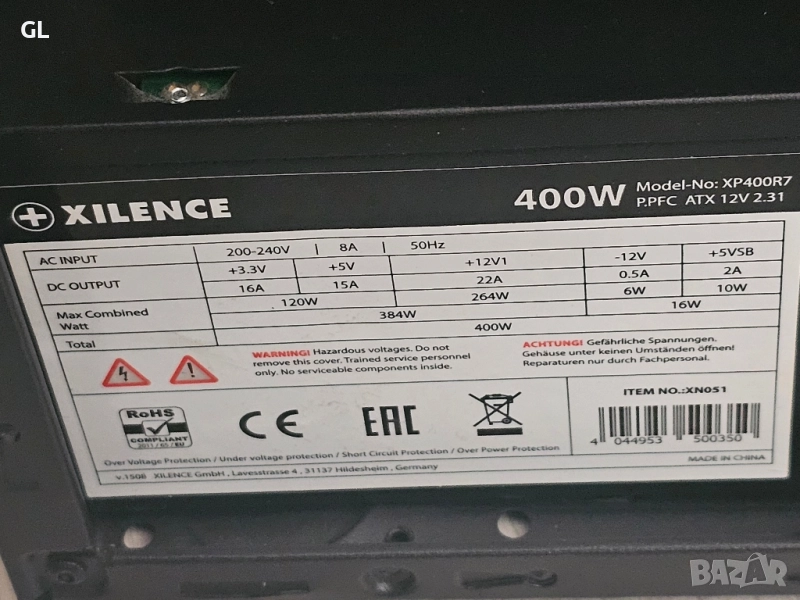 GL
XILENCE
400W
Model-No: XP400R7
P.PFC ATX 12V 2.31
AC INPUT 200-240V 8A 50Hz
DC OUTPUT +3.3V +5V +12V1 -12V +5VSB
16A 15A 22A 0.5A 2A
Max Combined Watt 120W 264W 6W 10W
384W 16W
Total 400W
WARNING! Hazardous voltages. Do not
remove this cover. Trained service personnel
only. No serviceable components inside.
ACHTUNG! Gefährliche Spannungen,
Gehäuse unter keinen Umständen öffnen!
Reparaturen nur durch Fachpersonal.
RoHS
COMPLIANT
2011/65/EU
CE
EAC
ITEM NO.:XN051
4 044953 500350
Over Voltage Protection / Under voltage protection / Short Circuit Protection / Over Power Protection
v.1506 XILENCE GmbH, Lavesstrasse 4, 31137 Hildesheim, Germany
MADE IN CHINA
BAZAR